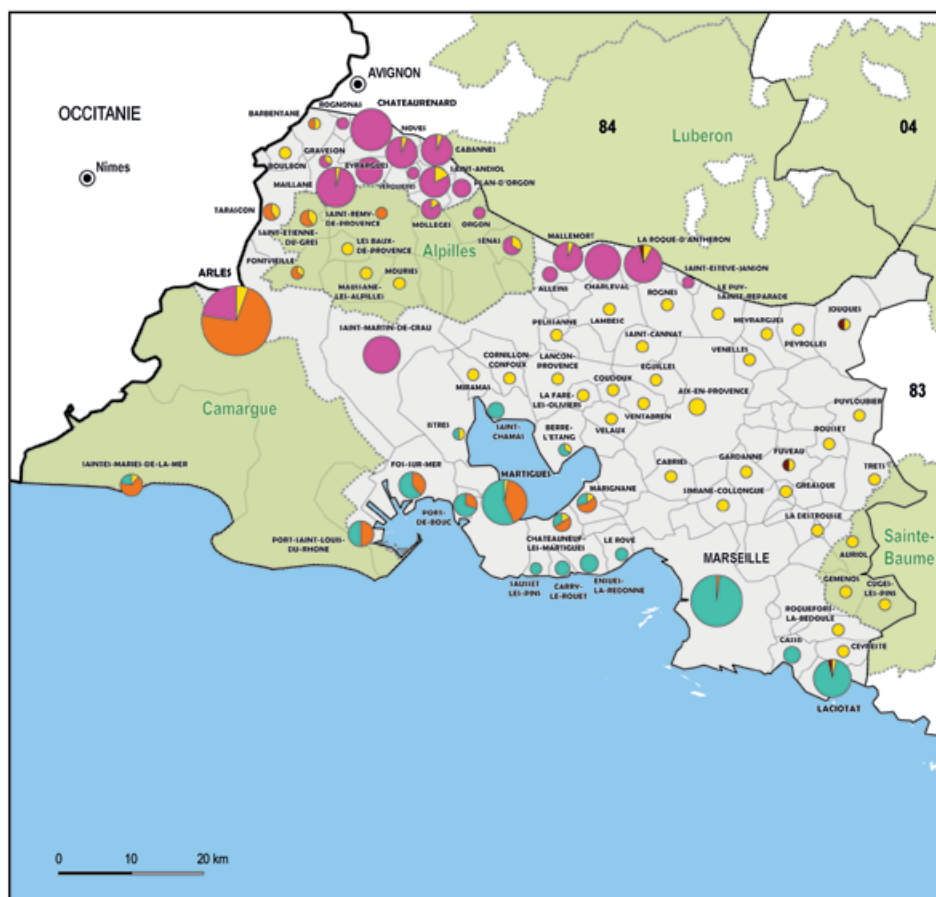 AVIGNON
OCCITANIE
Nimes
84
Luberon
04
83
BARBENTANE
ROGNONAS
CHATEAURENARD
NOVES
CABANNES
GRAVESON
BOULBON
EYRARGUES
SAINT-ANDIOL
PLAN-D'ORGON
MAILLANE
TARASCON
SAINT-REMY-
DE-PROVENCE
MOLLEGES
ORGON
SAINT-ETIENNE-
DU-GRES
LES BAUX-
DE-PROVENCE
Alpilles
SENAS
MALLEMORT
LA ROQUE-D'ANTHERON
FONTVIEILLE
MOURIES
MAUSSANE-
LES-ALPILLES
ALLEINS
CHARLEVAL
SAINT-ESTEVE-JANSON
ARLES
ROGNES
LE PUY-
SAINTE-REPARADE
JOUQUES
SAINT-MARTIN-DE-CRAU
PELISSANNE
LAMBESC
MEYRARGUES
PEYROLLES
SAINT-CANNAT
VENELLES
CORNILLON-
CONFOUX
LANCON-
PROVENCE
EGUILLES
COUDOUX
AIX-EN-PROVENCE
MIRAMAS
LA FARE-
LES-OLIVIERS
VENTABREN
PUYLOUBIER
Camargue
SAINT-
CHAMAS
BERRE-
L'ETANG
VELAUX
ROUSSET
ISTRES
SAINTES-MARIES-DE-LA-MER
FOS-SUR-MER
MARTIGUES
CABRIES
GARDANNE
FUVEAU
TRETS
MARIGNANE
SIMIANE-COLLONGUE
GREASQUE
PORT-
DE-BOUC
LA DESTROUSSE
PORT-SAINT-LOUIS-
DU-RHONE
CHATEAUNEUF-
LES-MARTIGUES
LE ROVE
AURIOL
Sainte-
Baume
MARSEILLE
SAUSSET
LES-PINS
CARRY-
LE-ROUET
ENSUES-
LA-REDONNE
GEMENOS
CUGES-
LES-PINS
ROQUEFORT-
LA-BEDOULE
CASSIS
CEYRESTE
LACIOTAT
0 10 20 km